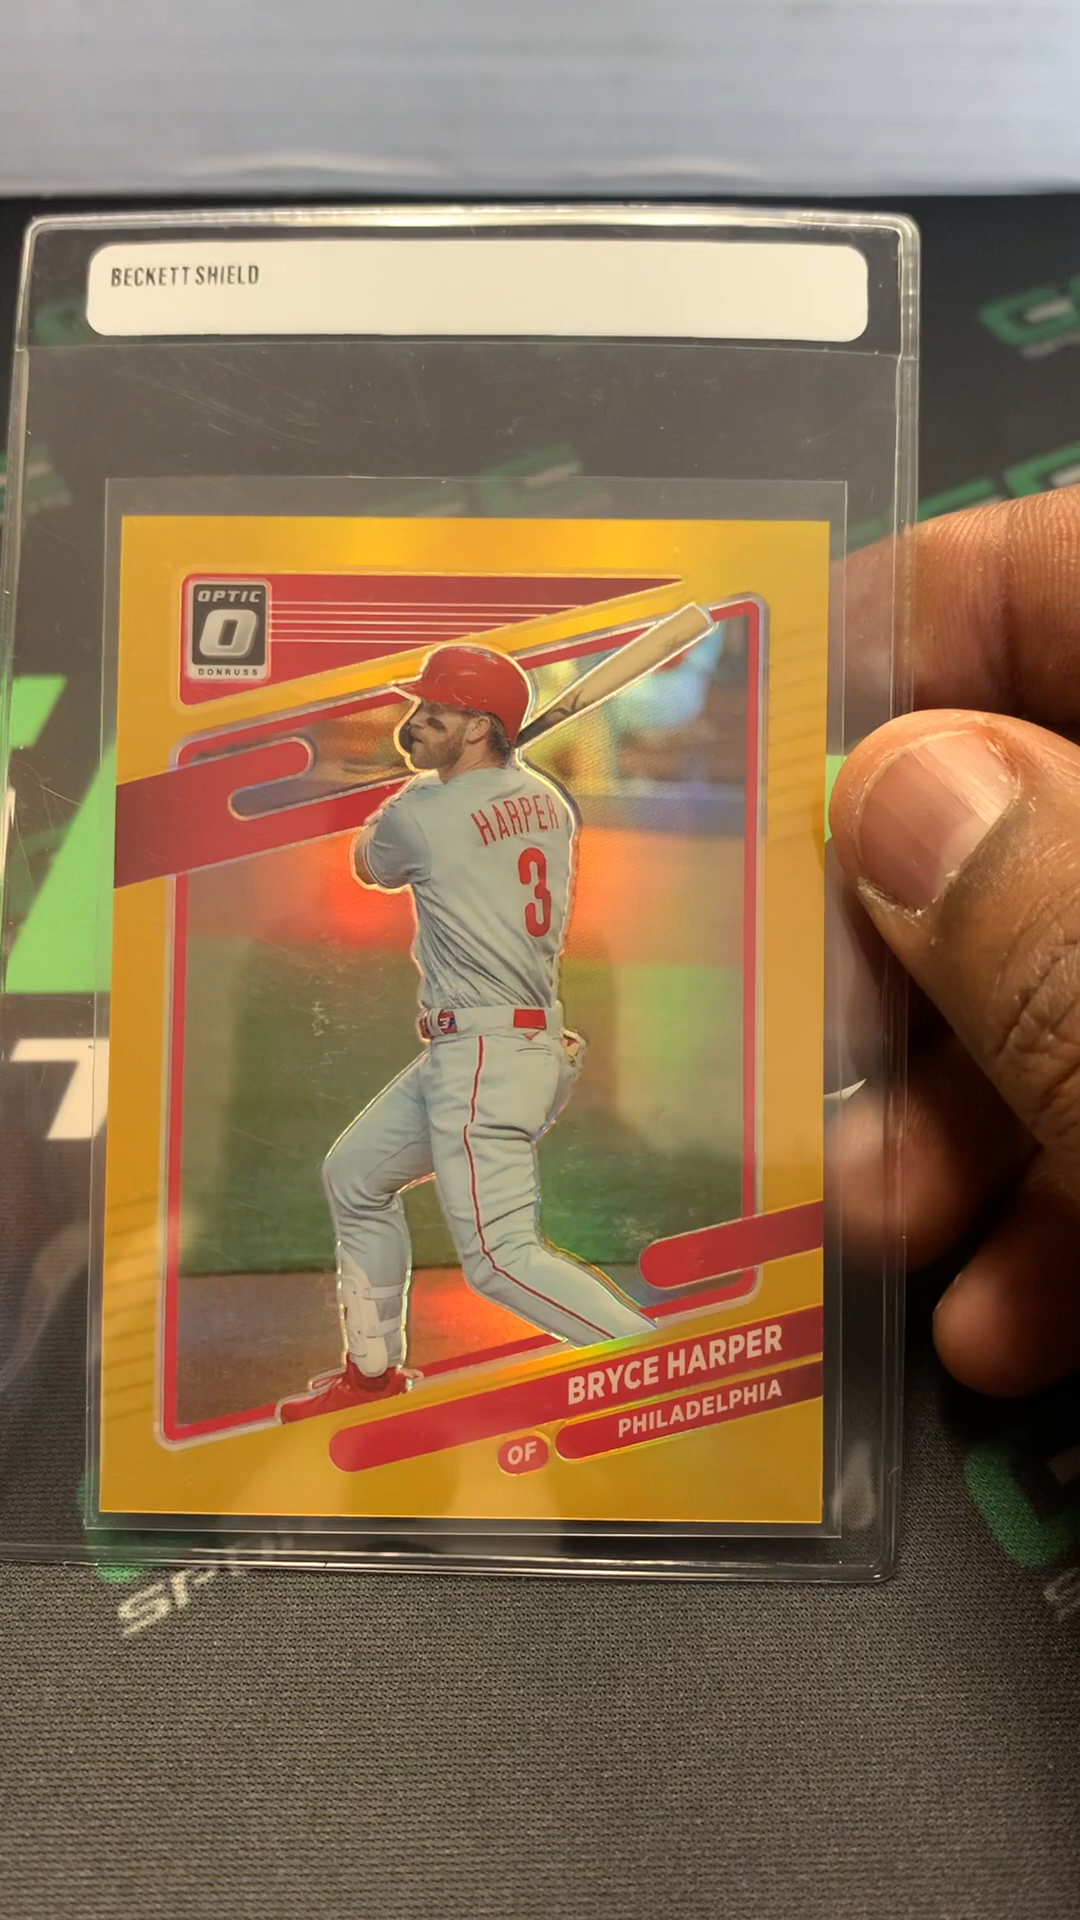 BECKETT SHIELD
OPTIC
O
DONRUSS
HARPER
3
BRYCE HARPER
PHILADELPHIA
OF